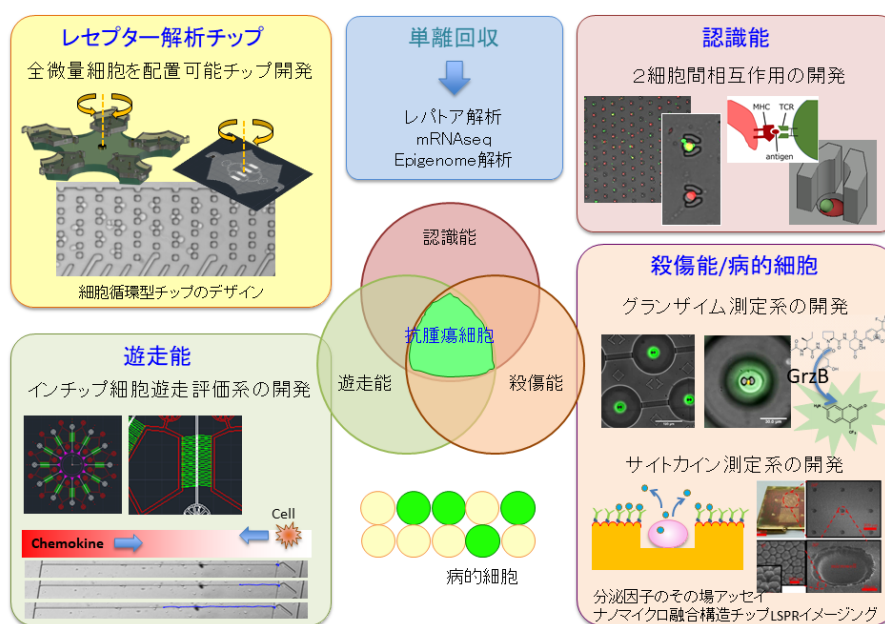 レセプター解析チップ
全微量細胞を配置可能チップ開発
細胞循環型チップのデザイン
単離回収
レパトア解析
mRNAseq
Epigenome解析
認識能
2細胞間相互作用の開発
MHC
TCR
antigen
認識能
抗腫瘍細胞
遊走能
殺傷能
病的細胞
遊走能
インチップ細胞遊走評価系の開発
Cell
Chemokine
殺傷能/病的細胞
グランザイム測定系の開発
GrzB
サイトカイン測定系の開発
分泌因子のその場アッセイ
ナノマイクロ融合構造チップLSPRイメージング